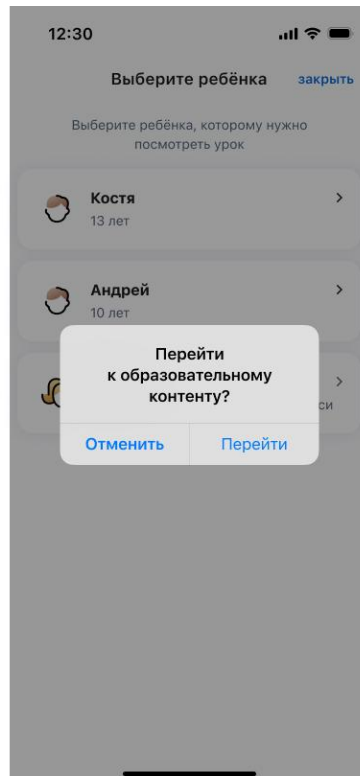 12:30
Выберите ребёнка
закрыть
Выберите ребёнка, которому нужно
посмотреть урок
Костя
13 лет
Андрей
10 лет
Перейти
к образовательному
контенту?
Отменить
Перейти